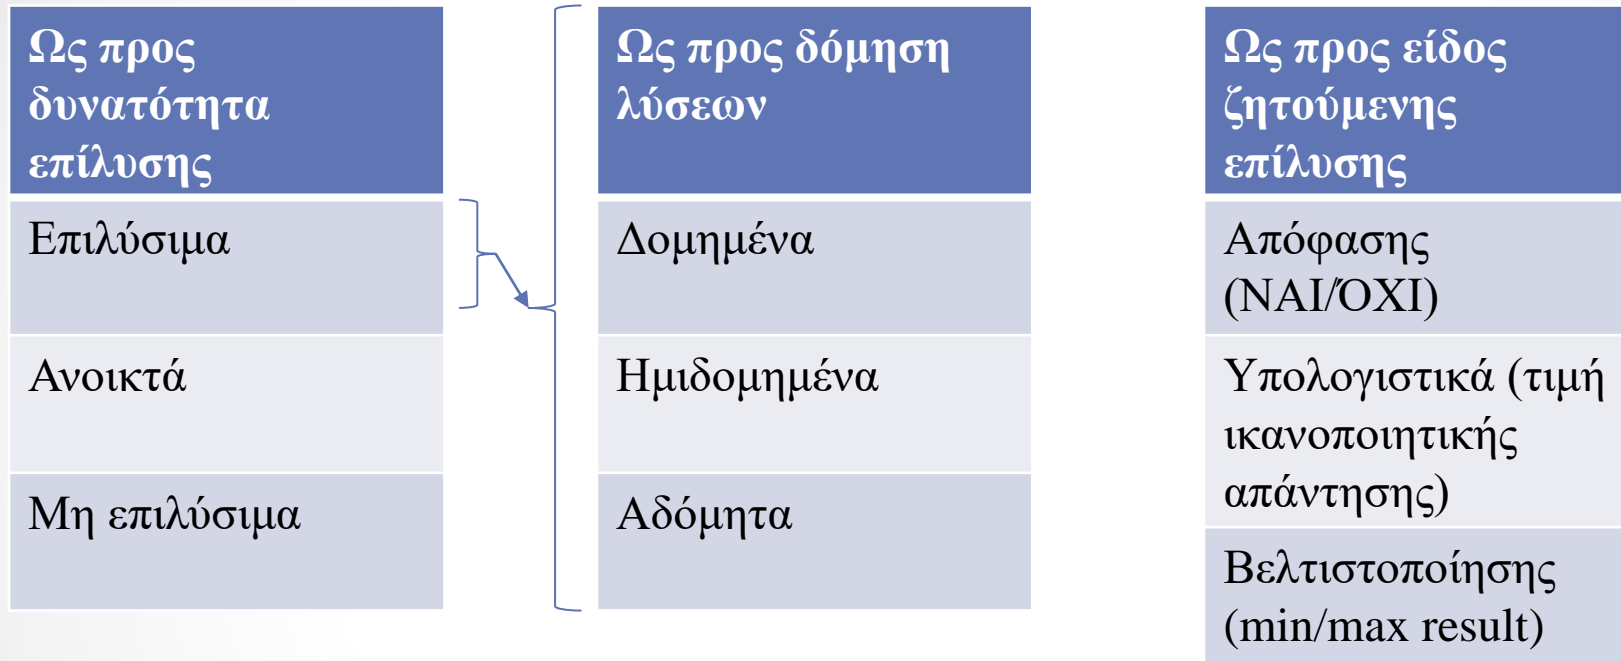 Ως προς
δυνατότητα
επίλυσης
Επιλύσιμα
Ανοικτά
Μη επιλύσιμα
Ως προς δόμηση
λύσεων
Δομημένα
Ημιδομημένα
Αδόμητα
Ως προς είδος
ζητούμενης
επίλυσης
Απόφασης
(ΝΑΙ/ΌΧΙ)
Υπολογιστικά (τιμή
ικανοποιητικής
απάντησης)
Βελτιστοποίησης
(min/max result)